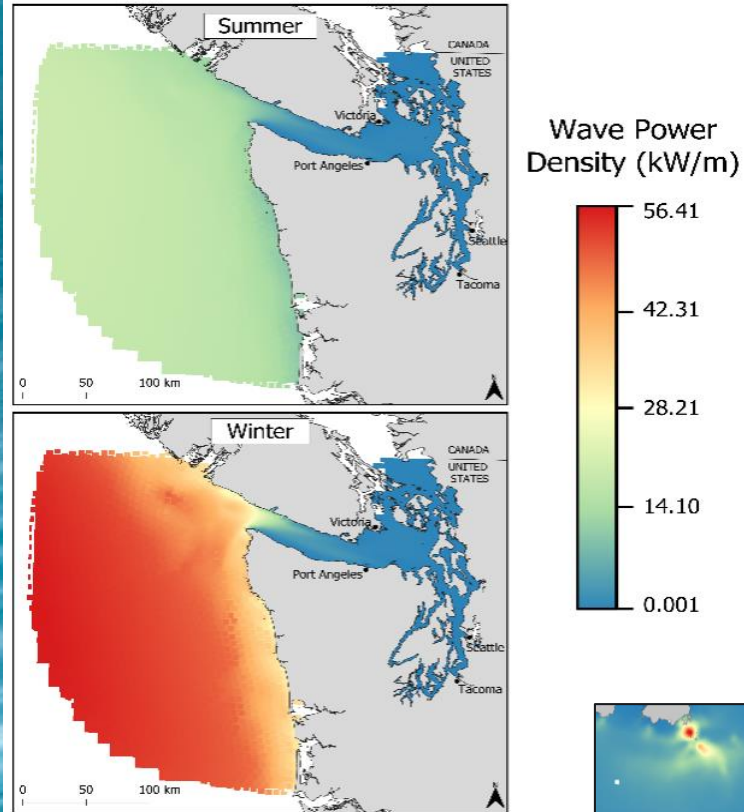 Summer
CANADA
UNITED
STATES
Victoria
Port Angeles
Seattle
Tacoma
0 50 100 km
N
Winter
CANADA
UNITED
STATES
Victoria
Port Angeles
Seattle
Tacoma
0 50 100 km
N
Wave Power
Density (kW/m)
56.41
42.31
28.21
14.10
0.001